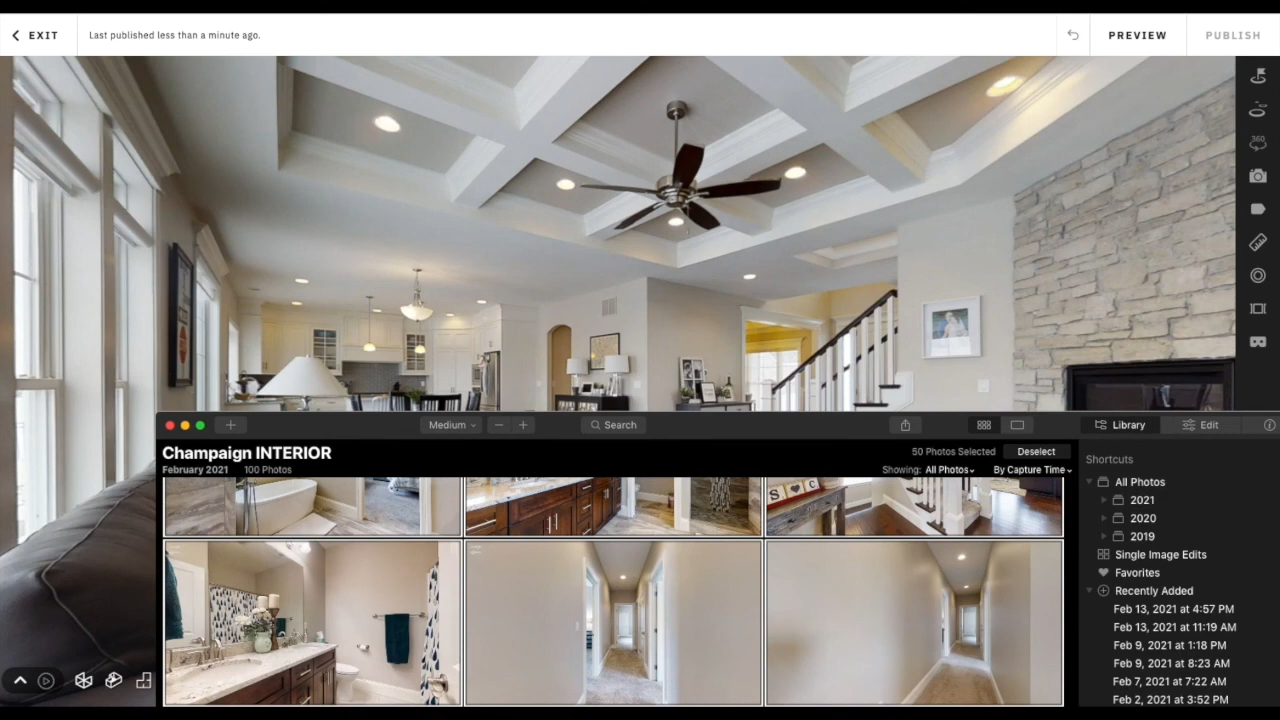 EXIT
Last published less than a minute ago.
PREVIEW
PUBLISH
360
Medium
Search
Library
Edit
Champaign INTERIOR
50 Photos Selected
Deselect
February 2021
100 Photos
Showing: All Photos
By Capture Time
Shortcuts
All Photos
2021
2020
2019
Single Image Edits
Favorites
Recently Added
Feb 13, 2021 at 4:57 PM
Feb 13, 2021 at 11:19 AM
Feb 9, 2021 at 1:18 PM
Feb 9, 2021 at 8:23 AM
Feb 7, 2021 at 7:22 AM
Feb 2, 2021 at 3:52 PM